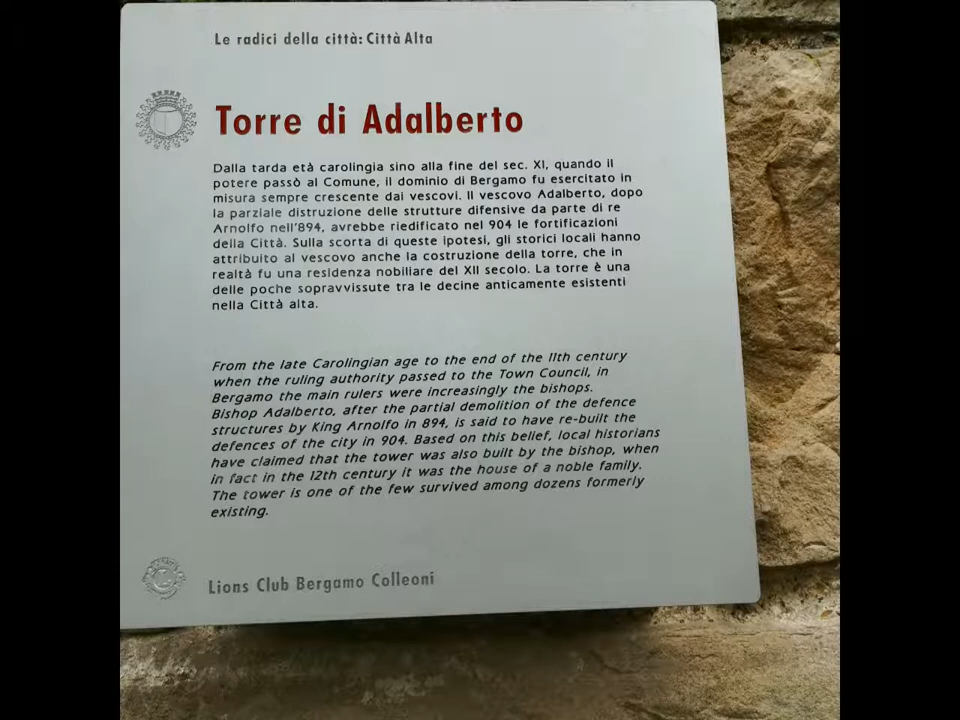 Le radici della città: Città Alta
Torre di Adalberto
Dalla tarda età carolingia sino alla fine del sec. XI, quando il
potere passò al Comune, il dominio di Bergamo fu esercitato in
misura sempre crescente dai vescovi. Il vescovo Adalberto, dopo
la parziale distruzione delle strutture difensive da parte di re
Arnolfo nell'894, avrebbe riedificato nel 904 le fortificazioni
della Città. Sulla scorta di queste ipotesi, gli storici locali hanno
attribuito al vescovo anche la costruzione della torre, che in
realtà fu una residenza nobiliare del XII secolo. La torre è una
delle poche sopravvissute tra le decine anticamente esistenti
nella Città alta.
From the late Carolingian age to the end of the 11th century
when the ruling authority passed to the Town Council, in
Bergamo the main rulers were increasingly the bishops.
Bishop Adalberto, after the partial demolition of the defence
structures by King Arnolfo in 894, is said to have re-built the
defences of the city in 904. Based on this belief, local historians
have claimed that the tower was also built by the bishop, when
in fact in the 12th century it was the house of a noble family.
The tower is one of the few survived among dozens formerly
existing.
Lions Club Bergamo Colleoni